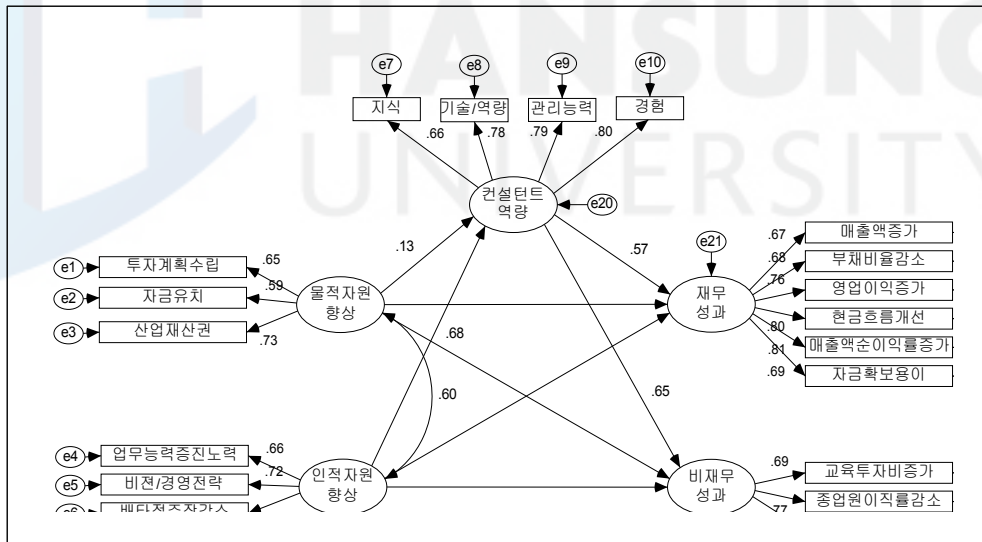 HANSUNG
UNIVERSITY
e7
e8
e9
e10
지식
기술/역량
관리능력
경험
.66
.78
.79
.80
컨설턴트
역량
e20
.13
.57
e21
.67
매출액증가
.68
부채비율감소
.76
영업이익증가
현금흐름개선
.80
매출액순이익률증가
.81
자금확보용이
.69
재무
성과
e1
투자계획수립
.65
e2
자금유치
.59
e3
산업재산권
.73
물적자원
향상
.68
.60
.65
e4
업무능력증진노력
.66
e5
비젼/경영전략
.72
e6
인적자원
향상
비재무
성과
.69
교육투자비증가
종업원이직률감소
.77